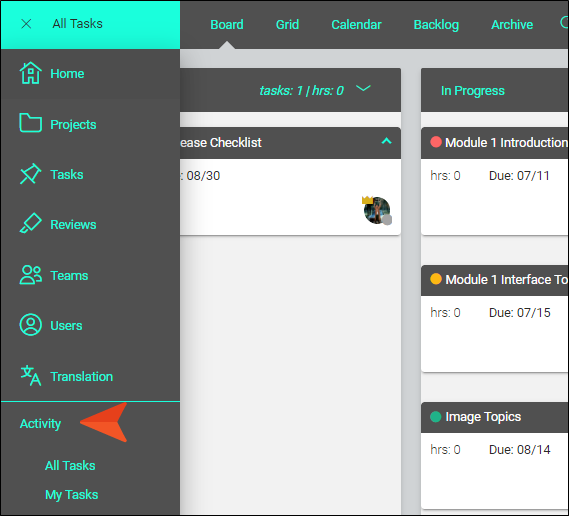 All Tasks
Board
Grid
Calendar
Backlog
Archive
Home
Projects
Tasks
Reviews
Teams
Users
Translation
Activity
All Tasks
My Tasks
tasks: 1 | hrs: 0
ease Checklist
: 08/30
In Progress
Module 1 Introduction
hrs: 0 Due: 07/11
Module 1 Interface To
hrs: 0 Due: 07/15
Image Topics
hrs: 0 Due: 08/14